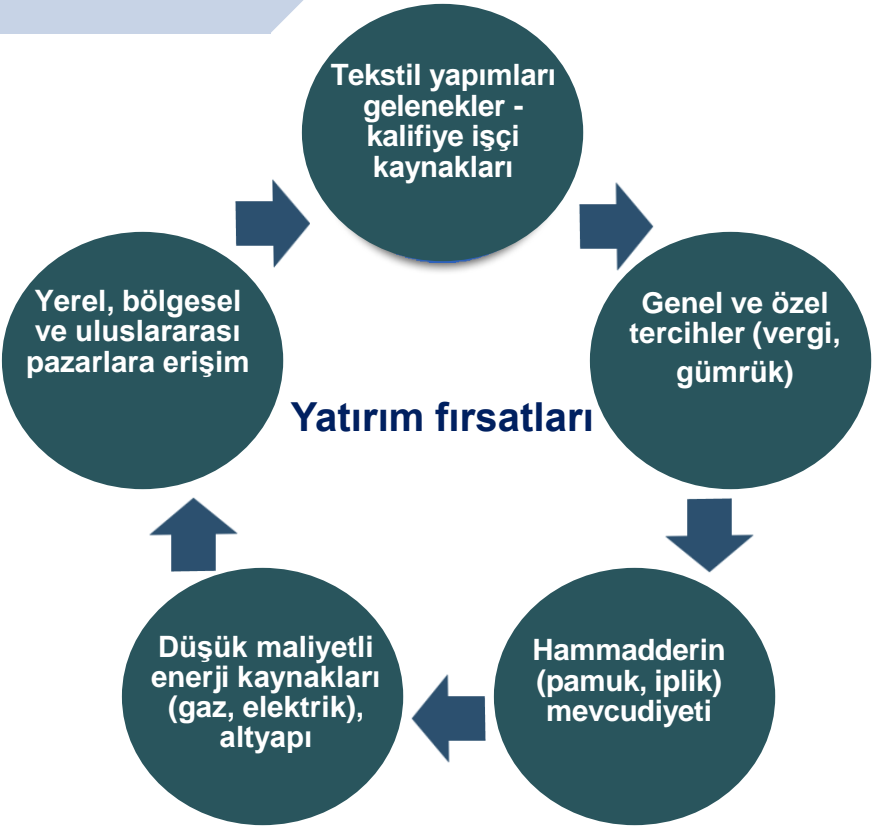 Tekstil yapımları
gelenekler -
kalifiye işçi
kaynakları
Genel ve özel
tercihler (vergi,
gümrük)
Hammadderin
(pamuk, iplik)
mevcudiyeti
Düşük maliyetli
enerji kaynakları
(gaz, elektrik),
altyapı
Yerel, bölgesel
ve uluslararası
pazarlara erişim
Yatırım fırsatları